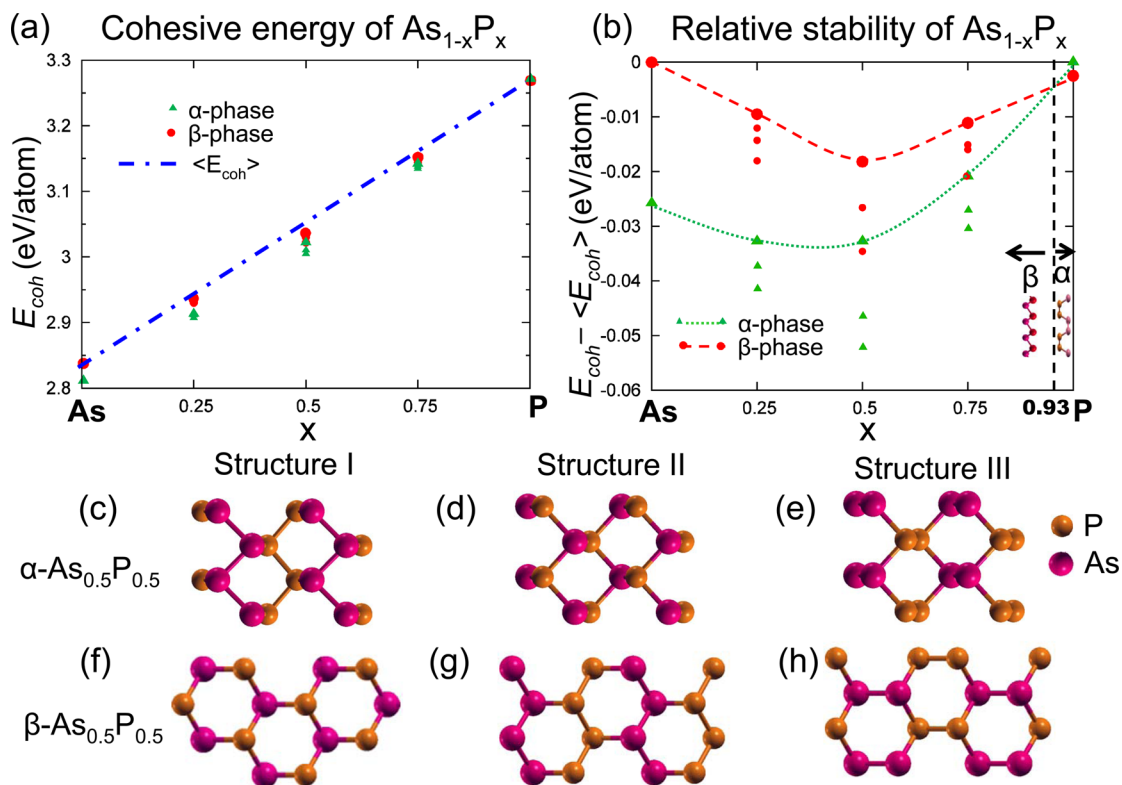 (a) Cohesive energy of As1-xPx
3.3
3.2
3.1
3
2.9
2.8
Ecoh (eV/atom)
α-phase
β-phase
<Ecoh>
As
0.25
0.5
0.75
P
x
(b) Relative stability of As1-xPx
0
-0.01
-0.02
-0.03
-0.04
-0.05
-0.06
Ecoh– <Ecoh> (eV/atom)
β
α
α-phase
β-phase
As
0.25
0.5
0.75
0.93
P
x
Structure I
Structure II
Structure III
(c)
(d)
(e)
P
As
α-As0.5P0.5
(f)
(g)
(h)
β-As0.5P0.5